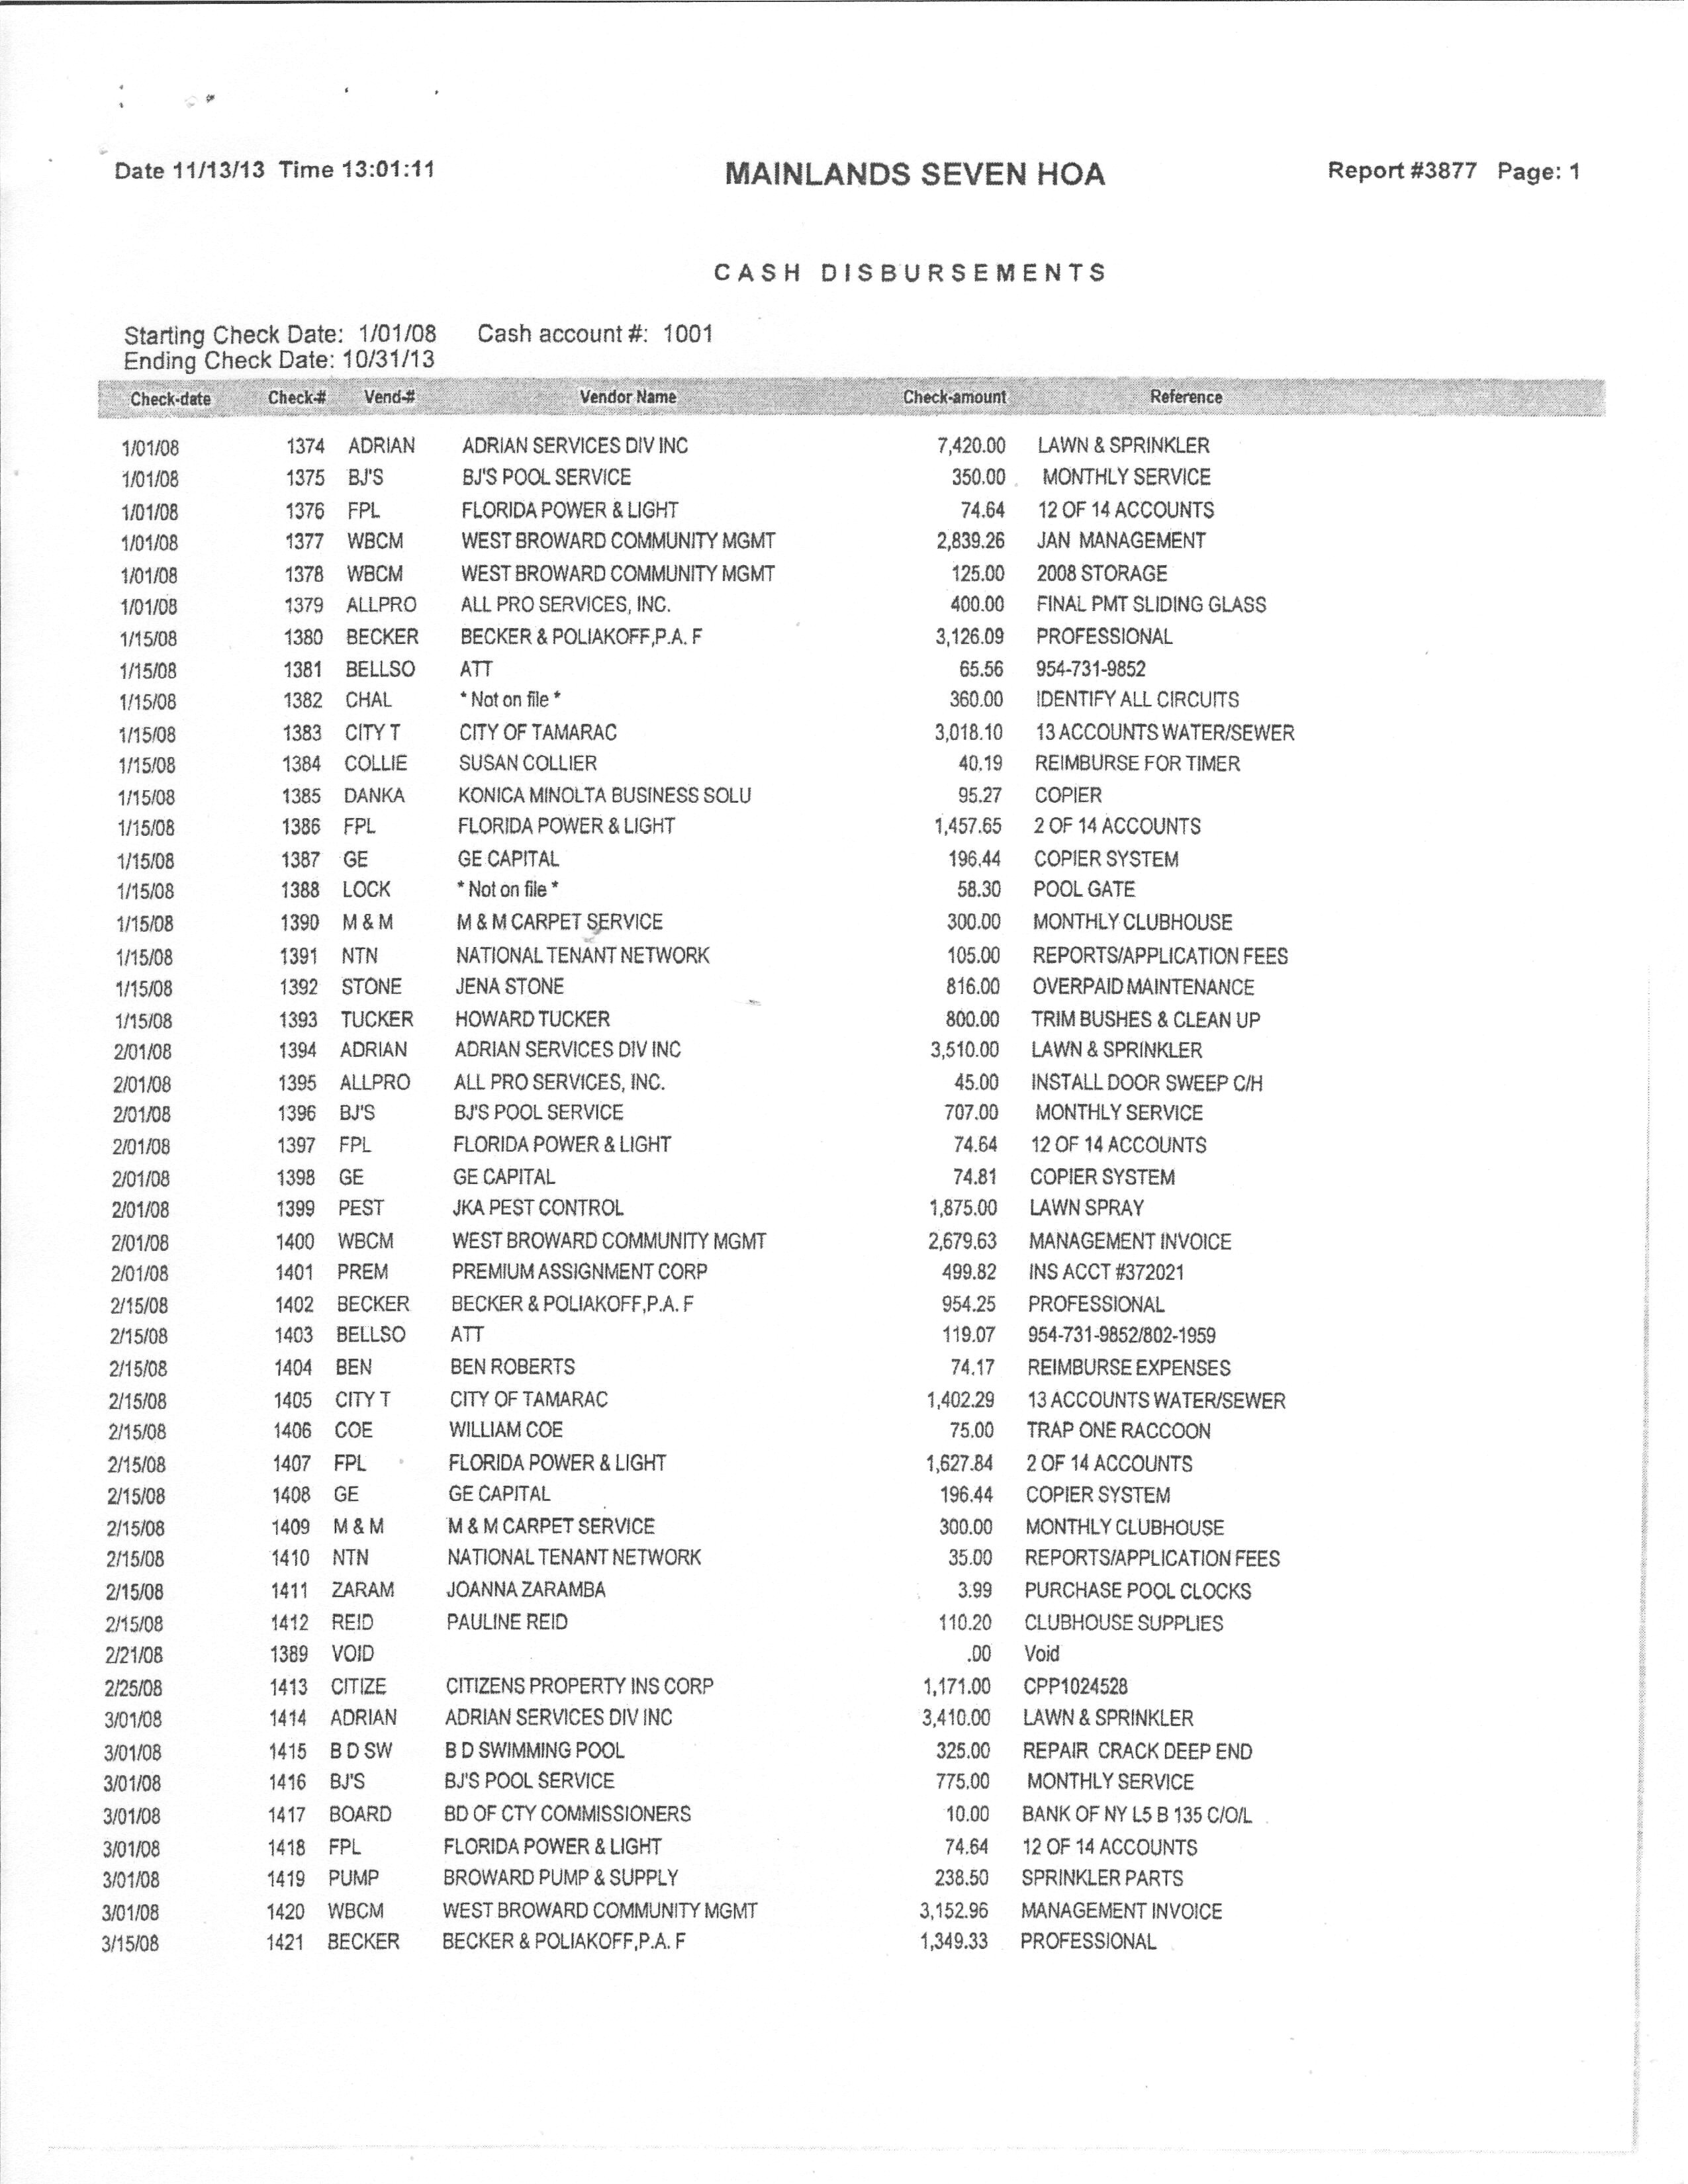 Date 11/13/13 Time 13:01:11 MAINLANDS SEVEN HOA Report #3877 Page: 1
CASH DISBURSEMENTS
Starting Check Date: 1/01/08 Cash account #: 1001
Ending Check Date: 10/31/13
Check-date Check-# Vend-# Vendor Name Check-amount Reference
1/01/08 1374 ADRIAN ADRIAN SERVICES DIV INC 7,420.00 LAWN & SPRINKLER
1/01/08 1375 BJ'S BJ'S POOL SERVICE 350.00 MONTHLY SERVICE
1/01/08 1376 FPL FLORIDA POWER & LIGHT 74.64 12 OF 14 ACCOUNTS
1/01/08 1377 WBCM WEST BROWARD COMMUNITY MGMT 2,839.26 JAN MANAGEMENT
1/01/08 1378 WBCM WEST BROWARD COMMUNITY MGMT 125.00 2008 STORAGE
1/01/08 1379 ALLPRO ALL PRO SERVICES, INC. 400.00 FINAL PMT SLIDING GLASS
1/15/08 1380 BECKER BECKER & POLIAKOFF,P.A. F 3,126.09 PROFESSIONAL
1/15/08 1381 BELLSO ATT 65.56 954-731-9852
1/15/08 1382 CHAL * Not on file * 360.00 IDENTIFY ALL CIRCUITS
1/15/08 1383 CITY T CITY OF TAMARAC 3,018.10 13 ACCOUNTS WATER/SEWER
1/15/08 1384 COLLIE SUSAN COLLIER 40.19 REIMBURSE FOR TIMER
1/15/08 1385 DANKA KONICA MINOLTA BUSINESS SOLU 95.27 COPIER
1/15/08 1386 FPL FLORIDA POWER & LIGHT 1,457.65 2 OF 14 ACCOUNTS
1/15/08 1387 GE GE CAPITAL 196.44 COPIER SYSTEM
1/15/08 1388 LOCK * Not on file * 58.30 POOL GATE
1/15/08 1390 M & M M & M CARPET SERVICE 300.00 MONTHLY CLUBHOUSE
1/15/08 1391 NTN NATIONAL TENANT NETWORK 105.00 REPORTS/APPLICATION FEES
1/15/08 1392 STONE JENA STONE 816.00 OVERPAID MAINTENANCE
1/15/08 1393 TUCKER HOWARD TUCKER 800.00 TRIM BUSHES & CLEAN UP
2/01/08 1394 ADRIAN ADRIAN SERVICES DIV INC 3,510.00 LAWN & SPRINKLER
2/01/08 1395 ALLPRO ALL PRO SERVICES, INC. 45.00 INSTALL DOOR SWEEP C/H
2/01/08 1396 BJ'S BJ'S POOL SERVICE 707.00 MONTHLY SERVICE
2/01/08 1397 FPL FLORIDA POWER & LIGHT 74.64 12 OF 14 ACCOUNTS
2/01/08 1398 GE GE CAPITAL 74.81 COPIER SYSTEM
2/01/08 1399 PEST JKA PEST CONTROL 1,875.00 LAWN SPRAY
2/01/08 1400 WBCM WEST BROWARD COMMUNITY MGMT 2,679.63 MANAGEMENT INVOICE
2/01/08 1401 PREM PREMIUM ASSIGNMENT CORP 499.82 INS ACCT #372021
2/15/08 1402 BECKER BECKER & POLIAKOFF,P.A. F 954.25 PROFESSIONAL
2/15/08 1403 BELLSO ATT 119.07 954-731-9852/802-1959
2/15/08 1404 BEN BEN ROBERTS 74.17 REIMBURSE EXPENSES
2/15/08 1405 CITY T CITY OF TAMARAC 1,402.29 13 ACCOUNTS WATER/SEWER
2/15/08 1406 COE WILLIAM COE 75.00 TRAP ONE RACCOON
2/15/08 1407 FPL FLORIDA POWER & LIGHT 1,627.84 2 OF 14 ACCOUNTS
2/15/08 1408 GE GE CAPITAL 196.44 COPIER SYSTEM
2/15/08 1409 M & M M & M CARPET SERVICE 300.00 MONTHLY CLUBHOUSE
2/15/08 1410 NTN NATIONAL TENANT NETWORK 35.00 REPORTS/APPLICATION FEES
2/15/08 1411 ZARAM JOANNA ZARAMBA 3.99 PURCHASE POOL CLOCKS
2/15/08 1412 REID PAULINE REID 110.20 CLUBHOUSE SUPPLIES
2/21/08 1389 VOID .00 Void
2/25/08 1413 CITIZE CITIZENS PROPERTY INS CORP 1,171.00 CPP1024528
3/01/08 1414 ADRIAN ADRIAN SERVICES DIV INC 3,410.00 LAWN & SPRINKLER
3/01/08 1415 B D SW B D SWIMMING POOL 325.00 REPAIR CRACK DEEP END
3/01/08 1416 BJ'S BJ'S POOL SERVICE 775.00 MONTHLY SERVICE
3/01/08 1417 BOARD BD OF CTY COMMISSIONERS 10.00 BANK OF NY L5 B 135 C/O/L
3/01/08 1418 FPL FLORIDA POWER & LIGHT 74.64 12 OF 14 ACCOUNTS
3/01/08 1419 PUMP BROWARD PUMP & SUPPLY 238.50 SPRINKLER PARTS
3/01/08 1420 WBCM WEST BROWARD COMMUNITY MGMT 3,152.96 MANAGEMENT INVOICE
3/15/08 1421 BECKER BECKER & POLIAKOFF,P.A. F 1,349.33 PROFESSIONAL